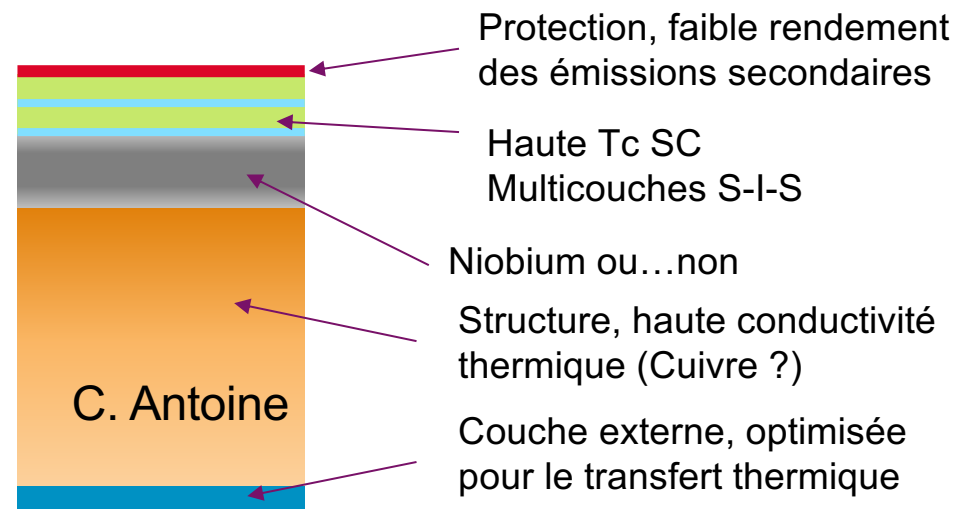 Protection, faible rendement
des émissions secondaires
Haute Tc SC
Multicouches S-I-S
Niobium ou…non
Structure, haute conductivité
thermique (Cuivre ?)
C. Antoine
Couche externe, optimisée
pour le transfert thermique